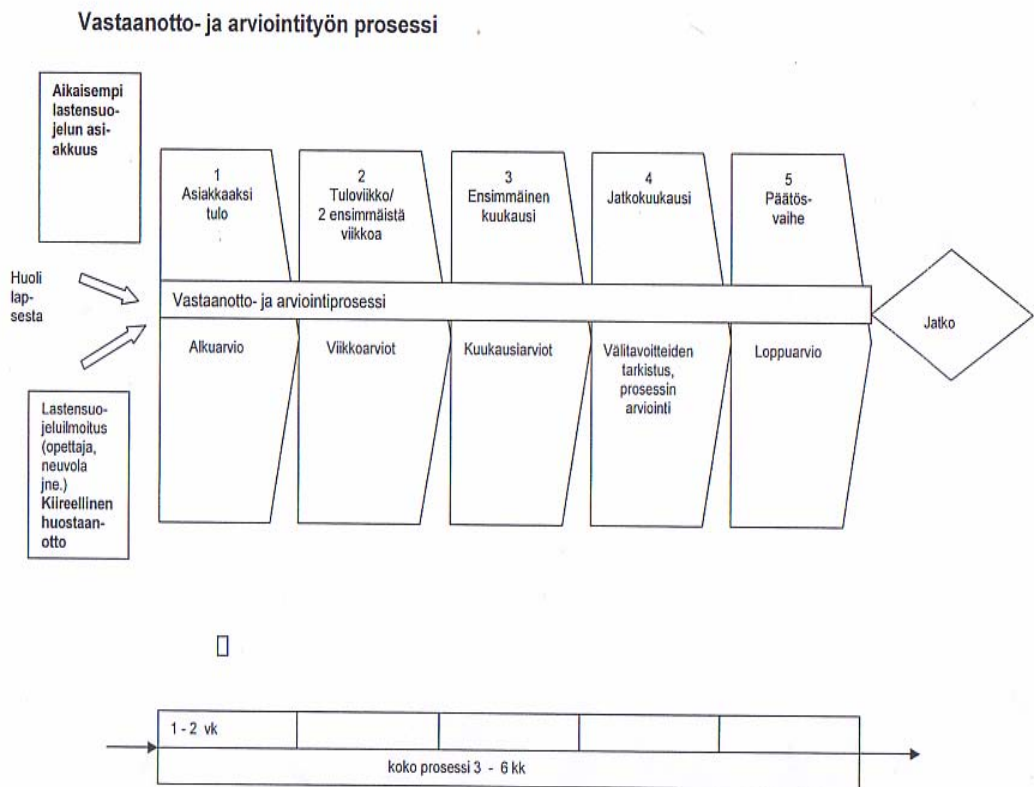 Vastaanotto- ja arviointityön prosessi
Aikaisempi
lastensuo-
jelun asi-
akkuus
1
Asiakkaaksi
tulo
2
Tuloviikko/
2 ensimmäistä
viikkoa
3
Ensimmäinen
kuukausi
4
Jatkokuukausi
5
Päätös-
vaihe
Huoli
lap-
sesta
Vastaanotto- ja arviointiprosessi
Jatko
Alkuarvio
Viikkoarviot
Kuukausiarviot
Välitavoitteiden
tarkistus,
prosessin
arviointi
Loppuarvio
Lastensuo-
jeluilmoitus
(opettaja,
neuvola
jne.)
Kiireellinen
huostaan-
otto
1 - 2 vk
koko prosessi 3 - 6 kk